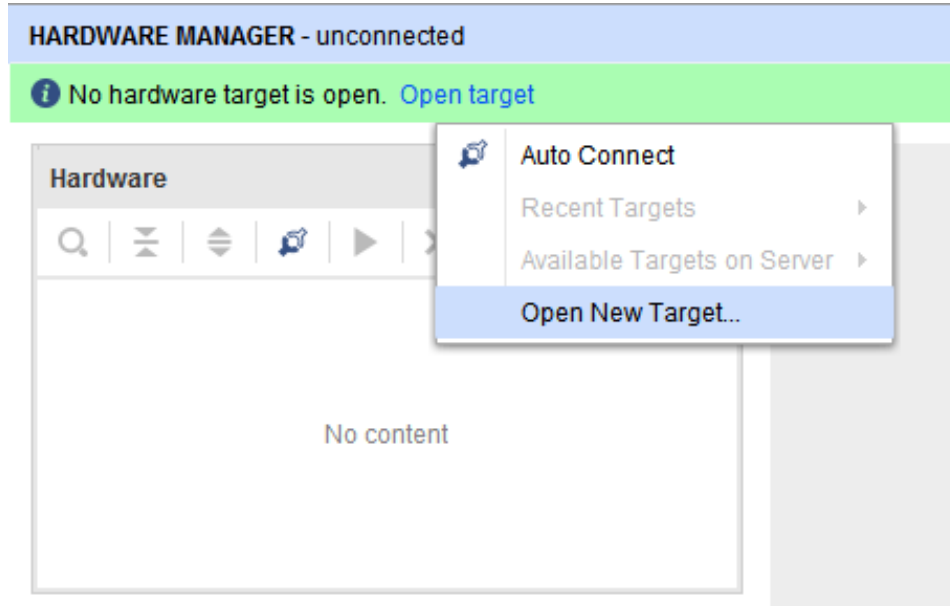 HARDWARE MANAGER - unconnected
No hardware target is open. Open target
Auto Connect
Hardware
Recent Targets
Available Targets on Server
Open New Target...
No content